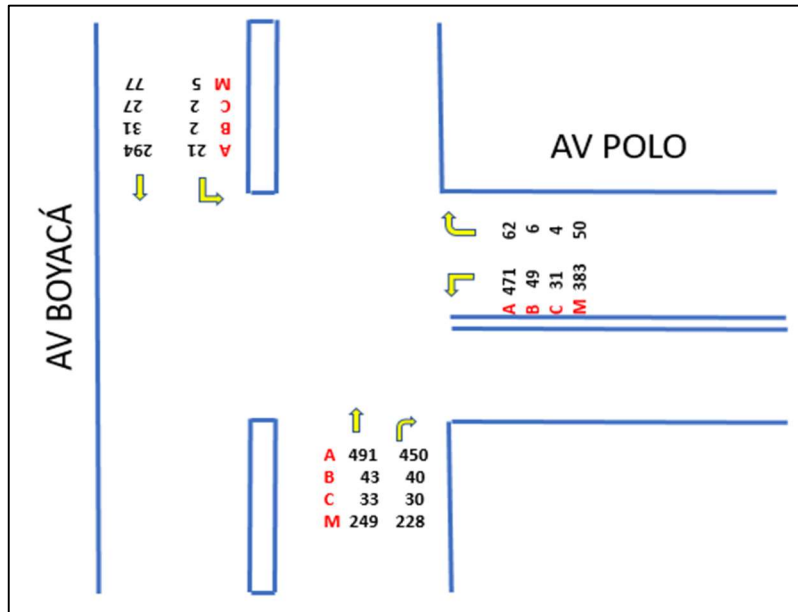 A 21 294
B 2 31
C 2 27
M 5 77
AV BOYACÁ
AV POLO
A 471 62
B 49 6
C 31 4
M 383 50
A 491 450
B 43 40
C 33 30
M 249 228